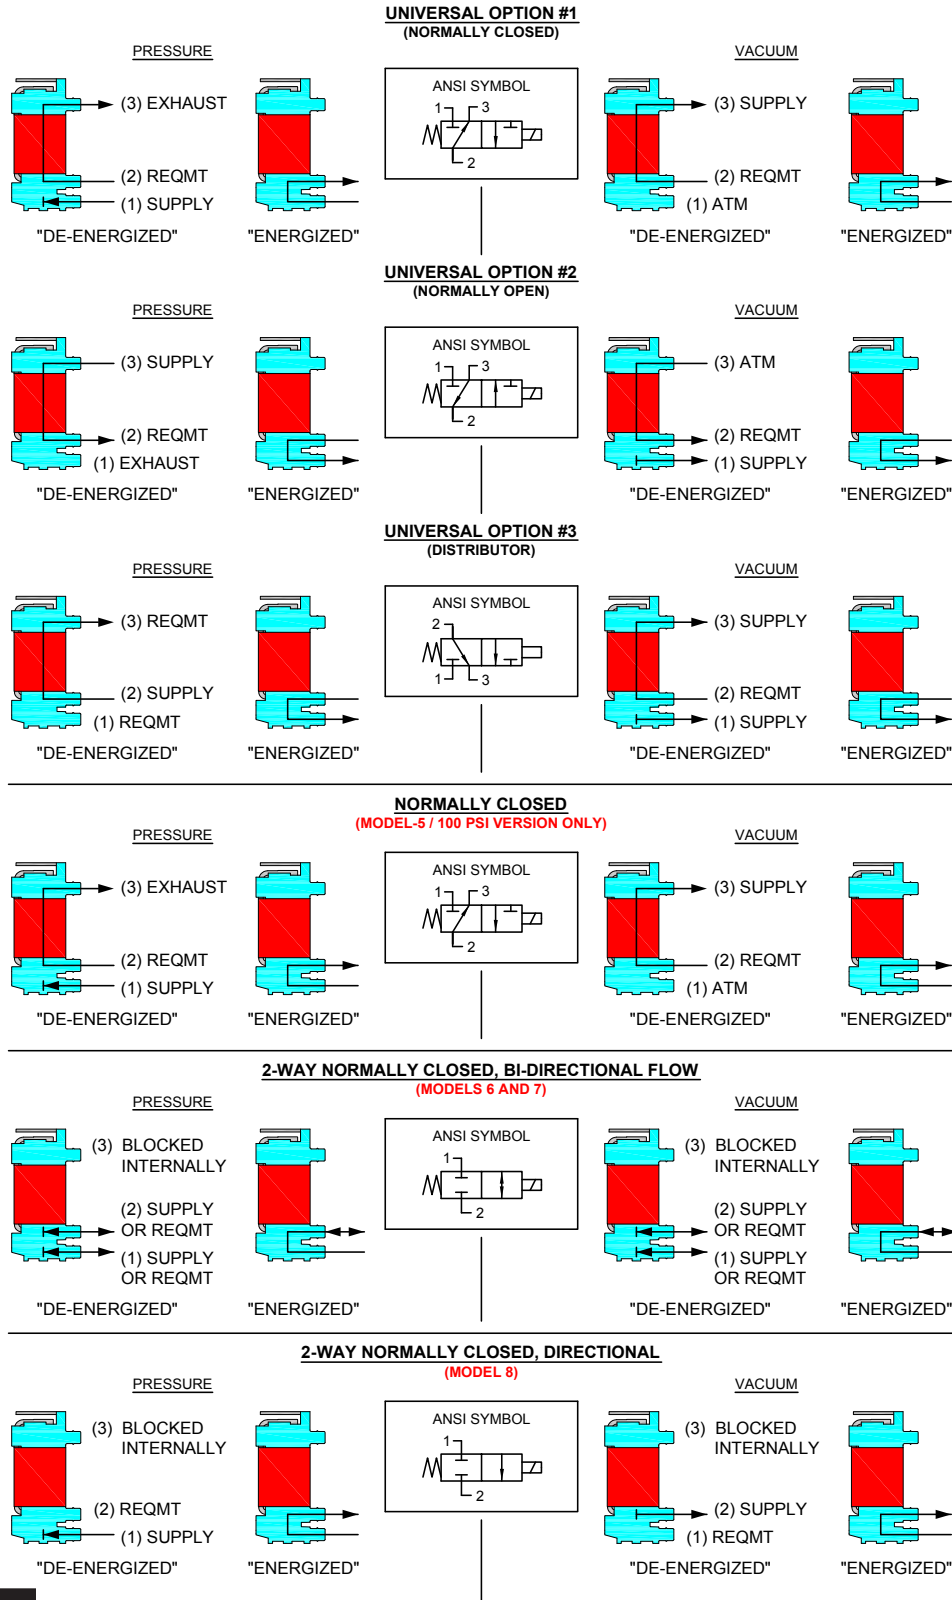 UNIVERSAL OPTION #1
(NORMALLY CLOSED)
PRESSURE
(3) EXHAUST
(2) REQMT
(1) SUPPLY
"DE-ENERGIZED"
"ENERGIZED"
ANSI SYMBOL
1
3
2
VACUUM
(3) SUPPLY
(2) REQMT
(1) ATM
"DE-ENERGIZED"
"ENERGIZED"
UNIVERSAL OPTION #2
(NORMALLY OPEN)
PRESSURE
(3) SUPPLY
(2) REQMT
(1) EXHAUST
"DE-ENERGIZED"
"ENERGIZED"
ANSI SYMBOL
1
3
2
VACUUM
(3) ATM
(2) REQMT
(1) SUPPLY
"DE-ENERGIZED"
"ENERGIZED"
UNIVERSAL OPTION #3
(DISTRIBUTOR)
PRESSURE
(3) REQMT
(2) SUPPLY
(1) REQMT
"DE-ENERGIZED"
"ENERGIZED"
ANSI SYMBOL
2
1
3
VACUUM
(3) SUPPLY
(2) REQMT
(1) SUPPLY
"DE-ENERGIZED"
"ENERGIZED"
NORMALLY CLOSED
(MODEL-5 / 100 PSI VERSION ONLY)
PRESSURE
(3) EXHAUST
(2) REQMT
(1) SUPPLY
"DE-ENERGIZED"
"ENERGIZED"
ANSI SYMBOL
1
3
2
VACUUM
(3) SUPPLY
(2) REQMT
(1) ATM
"DE-ENERGIZED"
"ENERGIZED"
2-WAY NORMALLY CLOSED, BI-DIRECTIONAL FLOW
(MODELS 6 AND 7)
PRESSURE
(3) BLOCKED
INTERNALLY
(2) SUPPLY
OR REQMT
(1) SUPPLY
OR REQMT
"DE-ENERGIZED"
"ENERGIZED"
ANSI SYMBOL
1
2
VACUUM
(3) BLOCKED
INTERNALLY
(2) SUPPLY
OR REQMT
(1) SUPPLY
OR REQMT
"DE-ENERGIZED"
"ENERGIZED"
2-WAY NORMALLY CLOSED, DIRECTIONAL
(MODEL 8)
PRESSURE
(3) BLOCKED
INTERNALLY
(2) REQMT
(1) SUPPLY
"DE-ENERGIZED"
"ENERGIZED"
ANSI SYMBOL
1
2
VACUUM
(3) BLOCKED
INTERNALLY
(2) SUPPLY
(1) REQMT
"DE-ENERGIZED"
"ENERGIZED"